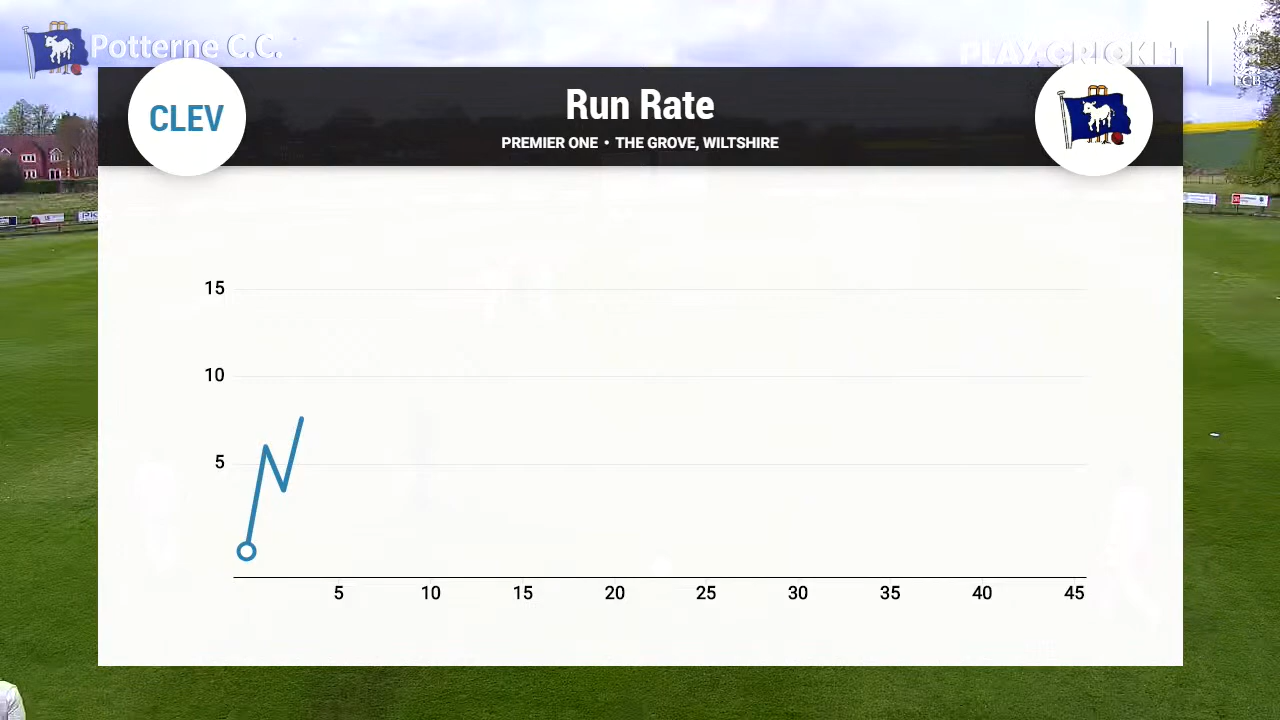 Potterne C.C.
PLAY-CRICKET
ECB
CLEV
Run Rate
PREMIER ONE • THE GROVE, WILTSHIRE
15
10
5
5 10 15 20 25 30 35 40 45